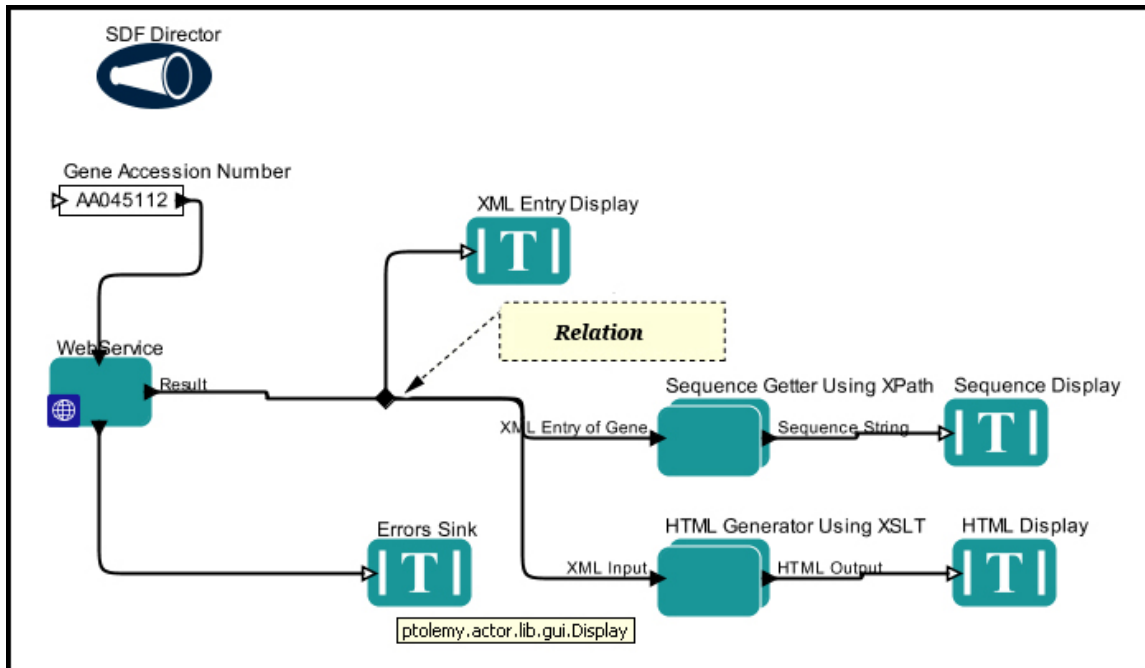 SDF Director
Gene Accession Number
AA045112
XML Entry Display
T
Relation
WebService
Result
Sequence Getter Using XPath
Sequence Display
XML Entry of Gene
Sequence String
T
Errors Sink
T
HTML Generator Using XSLT
HTML Display
XML Input
HTML Output
T
ptolemy.actor.lib.gui.Display